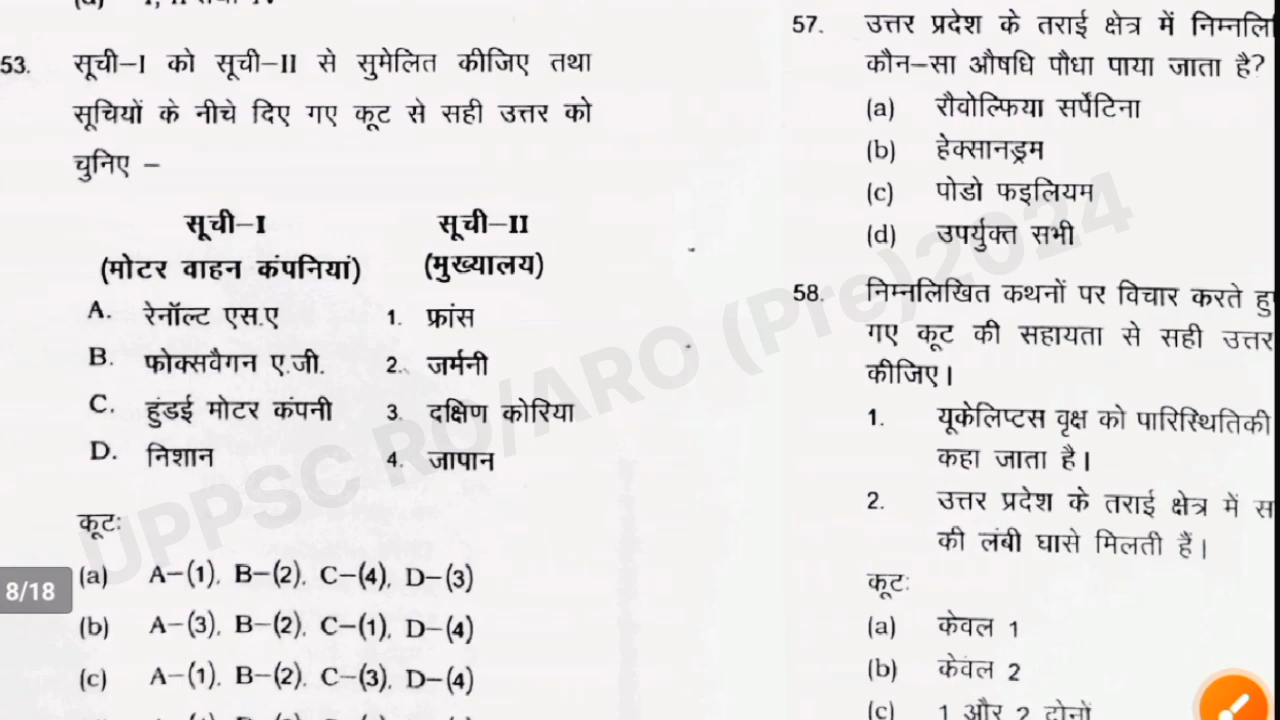 53. सूची–I को सूची–II से सुमेलित कीजिए तथा
सूचियों के नीचे दिए गए कूट से सही उत्तर को
चुनिए –
सूची–I सूची–II
(मोटर वाहन कंपनियां) (मुख्यालय)
A. रेनॉल्ट एस.ए 1. फ्रांस
B. फोक्सवैगन ए.जी. 2. जर्मनी
C. हुंडई मोटर कंपनी 3. दक्षिण कोरिया
D. निशान 4. जापान
कूटः
(a) A–(1), B–(2), C–(4), D–(3)
(b) A–(3), B–(2), C–(1), D–(4)
(c) A–(1), B–(2), C–(3), D–(4)
8/18
57. उत्तर प्रदेश के तराई क्षेत्र में
कौन–सा औषधि पौधा पाया जाता है?
(a) रौवोल्फिया सर्पेटिना
(b) हेक्सानड्रम
(c) पोडो फइलियम
(d) उपर्युक्त सभी
58. निम्नलिखित कथनों पर विचार करते
गए कूट की सहायता से सही उत्तर
कीजिए।
1. यूकेलिप्टस वृक्ष को पारिस्थितिकी
कहा जाता है।
2. उत्तर प्रदेश के तराई क्षेत्र में
की लंबी घासे मिलती हैं।
कूटः
(a) केवल 1
(b) केवल 2
(c) 1 और 2 दोनों
UPPSC RO/ARO (Pre) 2024